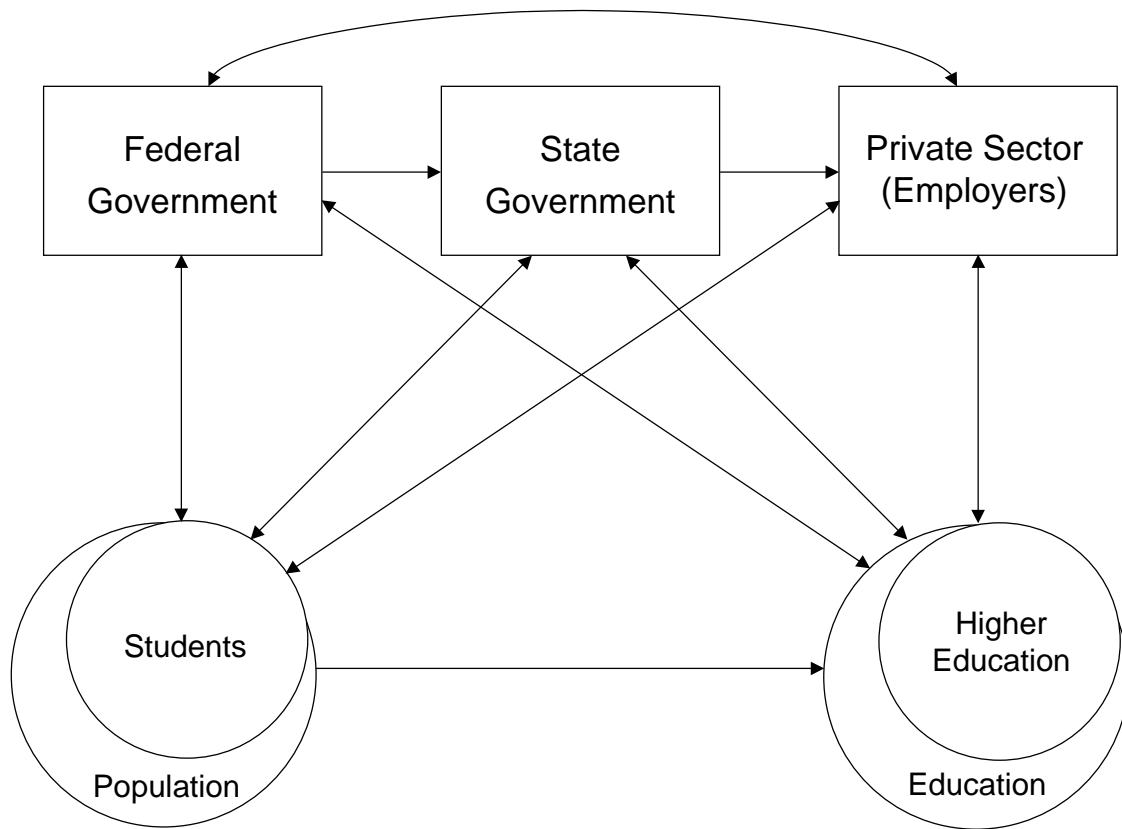 Federal
Government
State
Government
Private Sector
(Employers)
Students
Population
Higher
Education
Education